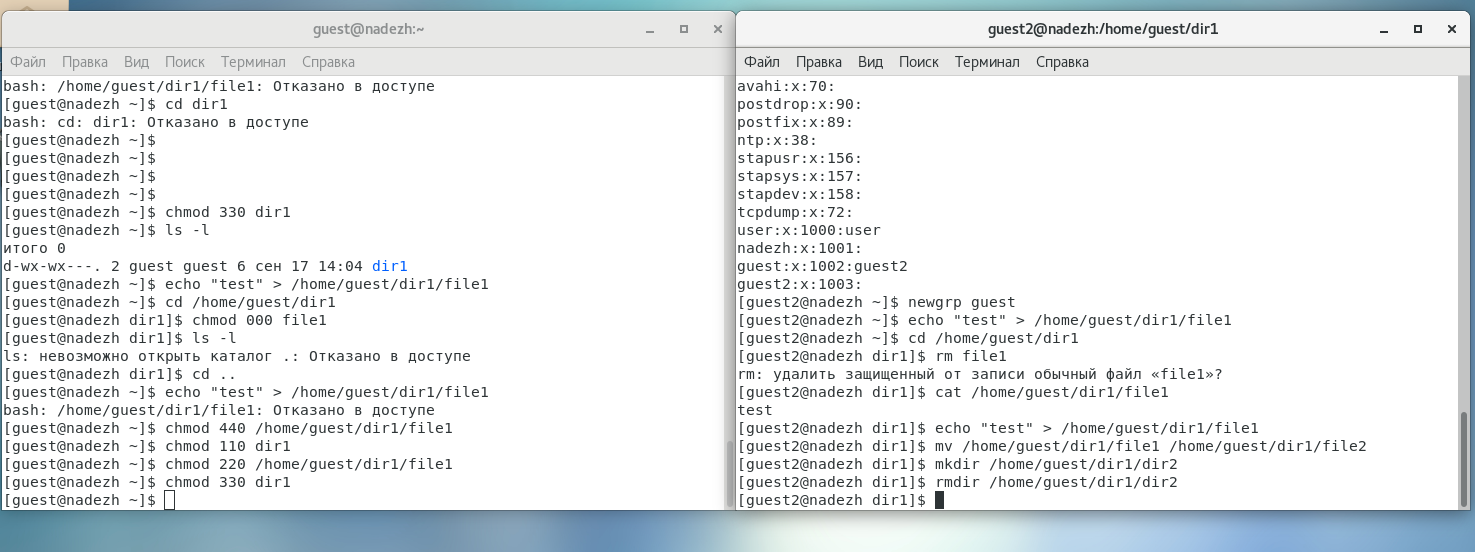 guest@nadezh:~
Файл Правка Вид Поиск Терминал Справка
bash: /home/guest/dir1/file1: Отказано в доступе
[guest@nadezh ~]$ cd dir1
bash: cd: dir1: Отказано в доступе
[guest@nadezh ~]$
[guest@nadezh ~]$
[guest@nadezh ~]$
[guest@nadezh ~]$
[guest@nadezh ~]$ chmod 330 dir1
[guest@nadezh ~]$ ls -l
итого 0
d-wx-wx---. 2 guest guest 6 сен 17 14:04 dir1
[guest@nadezh ~]$ echo "test" > /home/guest/dir1/file1
[guest@nadezh ~]$ cd /home/guest/dir1
[guest@nadezh dir1]$ chmod 000 file1
[guest@nadezh dir1]$ ls -l
ls: невозможно открыть каталог .: Отказано в доступе
[guest@nadezh dir1]$ cd ..
[guest@nadezh ~]$ echo "test" > /home/guest/dir1/file1
bash: /home/guest/dir1/file1: Отказано в доступе
[guest@nadezh ~]$ chmod 440 /home/guest/dir1/file1
[guest@nadezh ~]$ chmod 110 dir1
[guest@nadezh ~]$ chmod 220 /home/guest/dir1/file1
[guest@nadezh ~]$ chmod 330 dir1
[guest@nadezh ~]$
guest2@nadezh:/home/guest/dir1
Файл Правка Вид Поиск Терминал Справка
avahi:x:70:
postdrop:x:90:
postfix:x:89:
ntp:x:38:
stapusr:x:156:
stapsys:x:157:
stapdev:x:158:
tcpdump:x:72:
user:x:1000:user
nadezh:x:1001:
guest:x:1002:guest2
guest2:x:1003:
[guest2@nadezh ~]$ newgrp guest
[guest2@nadezh ~]$ echo "test" > /home/guest/dir1/file1
[guest2@nadezh ~]$ cd /home/guest/dir1
[guest2@nadezh dir1]$ rm file1
rm: удалить защищенный от записи обычный файл «file1»?
[guest2@nadezh dir1]$ cat /home/guest/dir1/file1
test
[guest2@nadezh dir1]$ echo "test" > /home/guest/dir1/file1
[guest2@nadezh dir1]$ mv /home/guest/dir1/file1 /home/guest/dir1/file2
[guest2@nadezh dir1]$ mkdir /home/guest/dir1/dir2
[guest2@nadezh dir1]$ rmdir /home/guest/dir1/dir2
[guest2@nadezh dir1]$